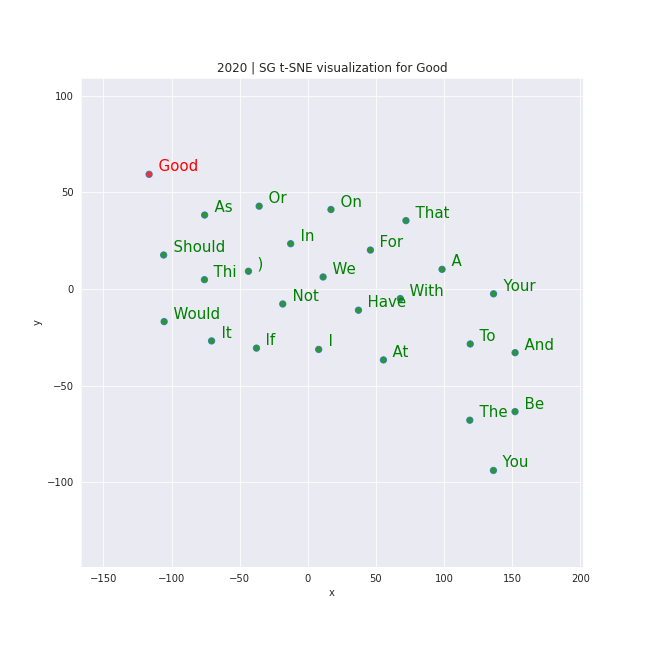 2020 | SG t-SNE visualization for Good
100
50
0
−50
−100
y
Good
As
Or
On
That
Should
In
For
Thi
)
We
A
Not
Have
With
Your
Would
It
If
I
At
To
And
The
Be
You
−150
−100
−50
0
50
100
150
200
x